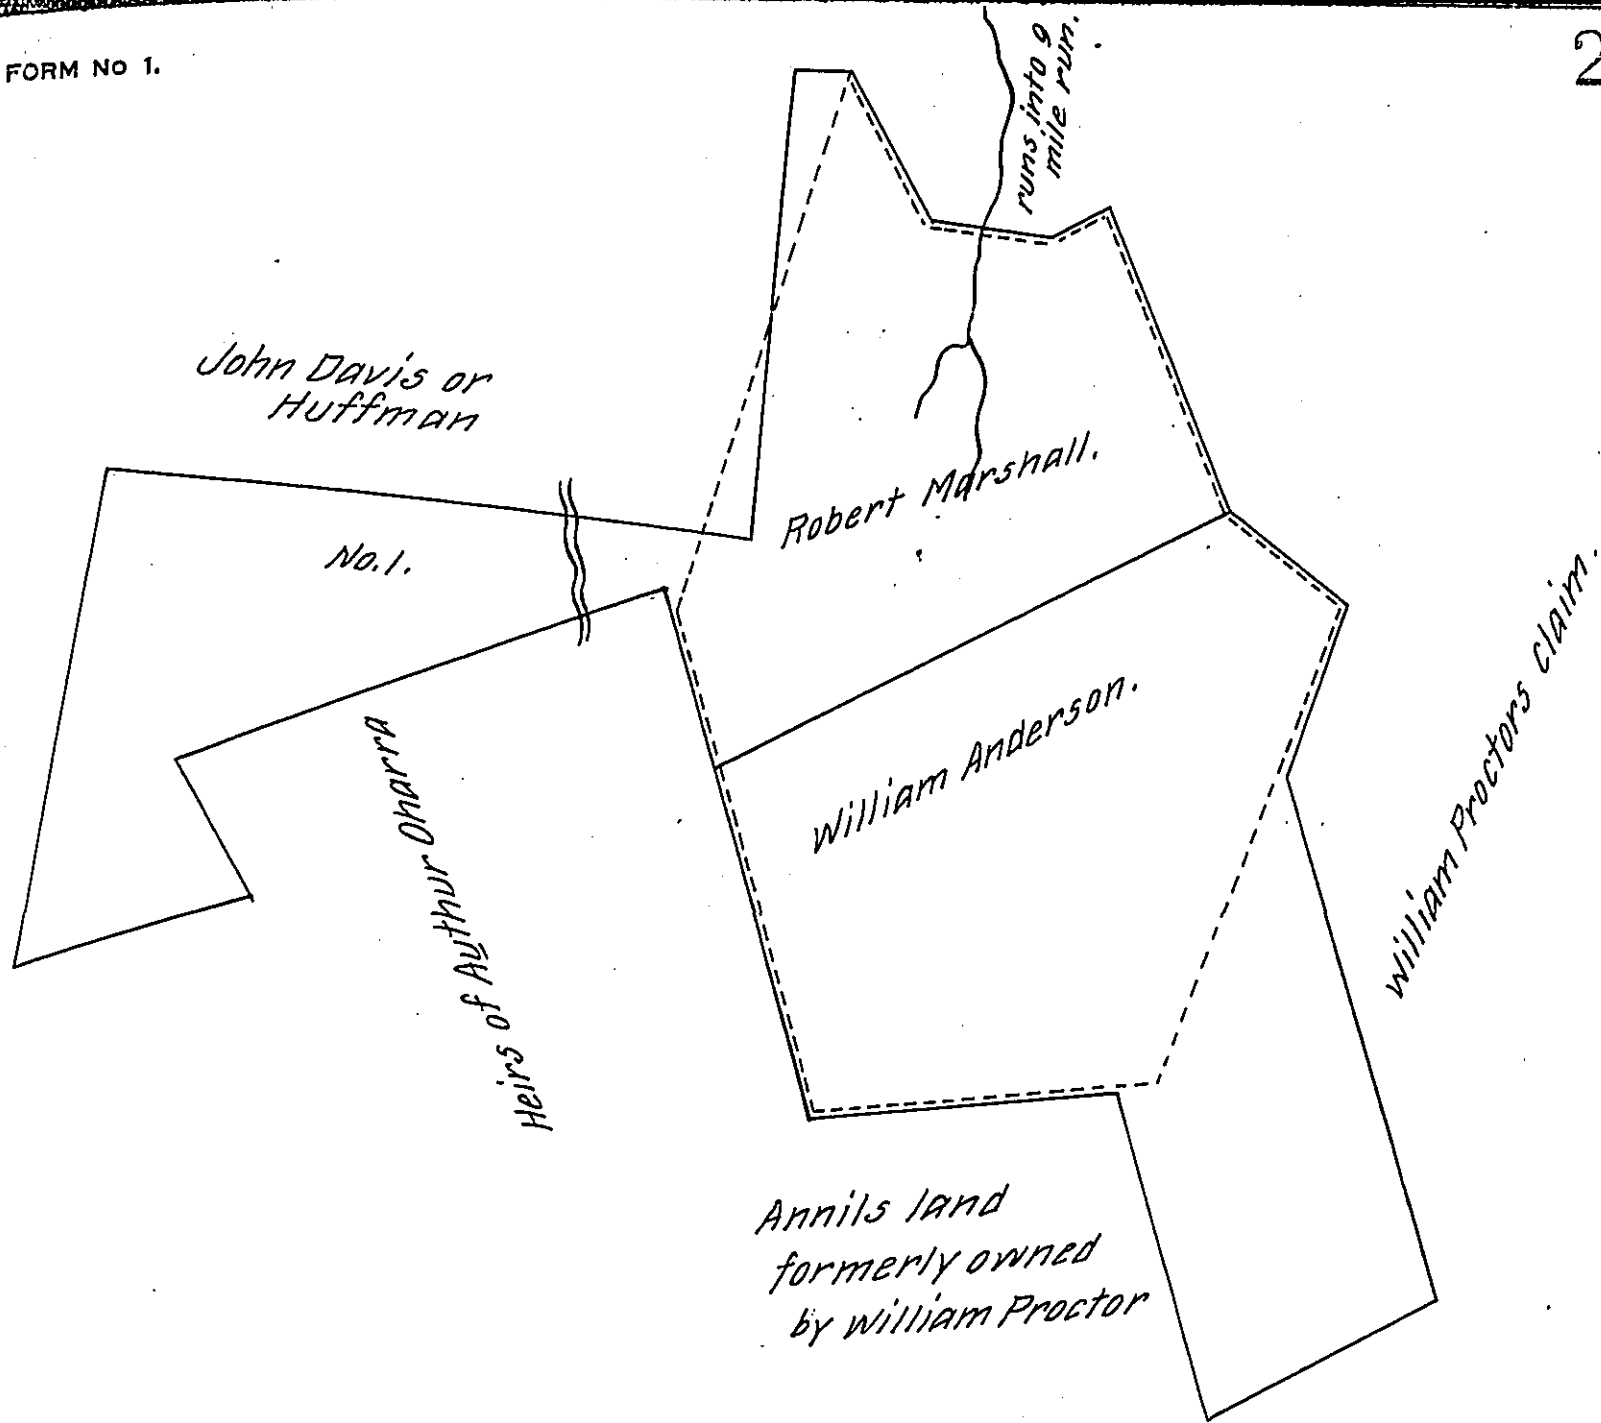 FORM No 1.
2
runs into 9
mile run.
John Davis or
Huffman
No.1.
Robert Marshall.
William Anderson.
William Proctors claim.
Heirs of Authur Oharra
Annils land
formerly owned
by William Proctor